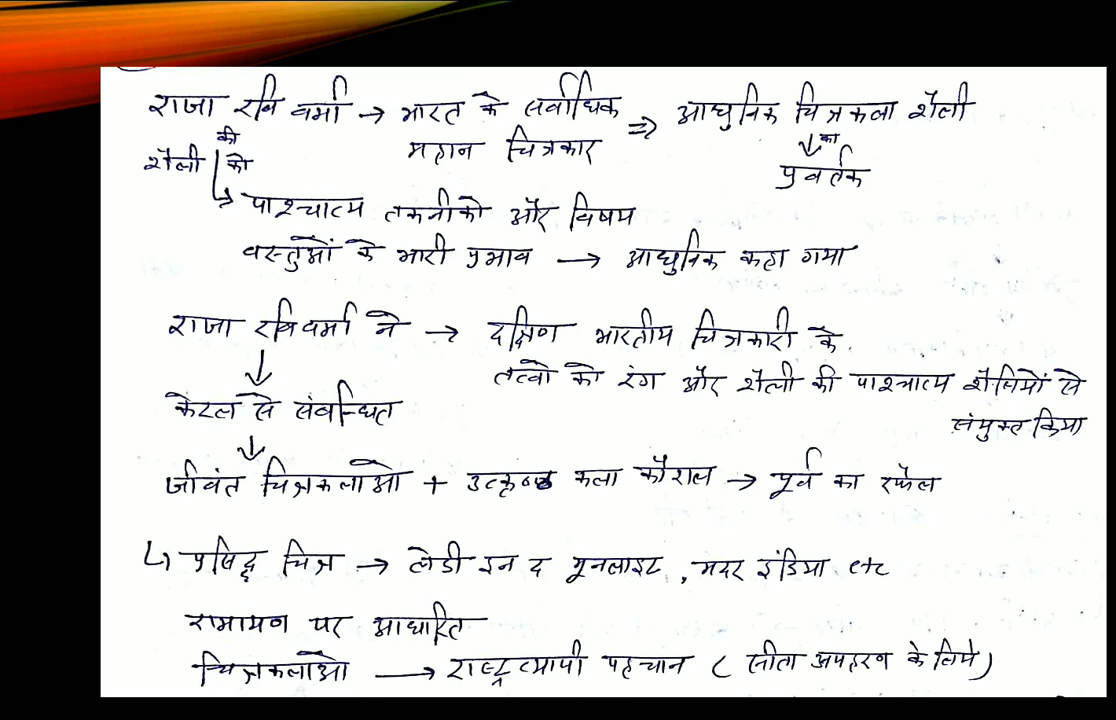 राजा रवि वर्मा → भारत के सर्वाधिक ⇒ आधुनिक चित्रकला शैली
महान चित्रकार ↓ का
शैली की को प्रवर्तक
↳ पाश्चात्य तकनीको और विषय
वस्तुओं के भारी प्रभाव → आधुनिक कहा गया
राजा रवि वर्मा ने → दक्षिण भारतीय चित्रकारी के
↓ तत्वो को रंग और शैली की पाश्चात्य शैलियों से
केरल से संबन्धित संयुक्त किया
↓
जीवंत चित्रकलाओ + उत्कृष्ठ कला कौशल → पूर्व का रफेल
↳ प्रसिद्ध चित्र → लेडी इन द मूनलाइट , मदर इंडिया etc
रामायण पर आधारित
चित्रकलाओ → राष्ट्रव्यापी पहचान ( सीता अपहरण के लिये )